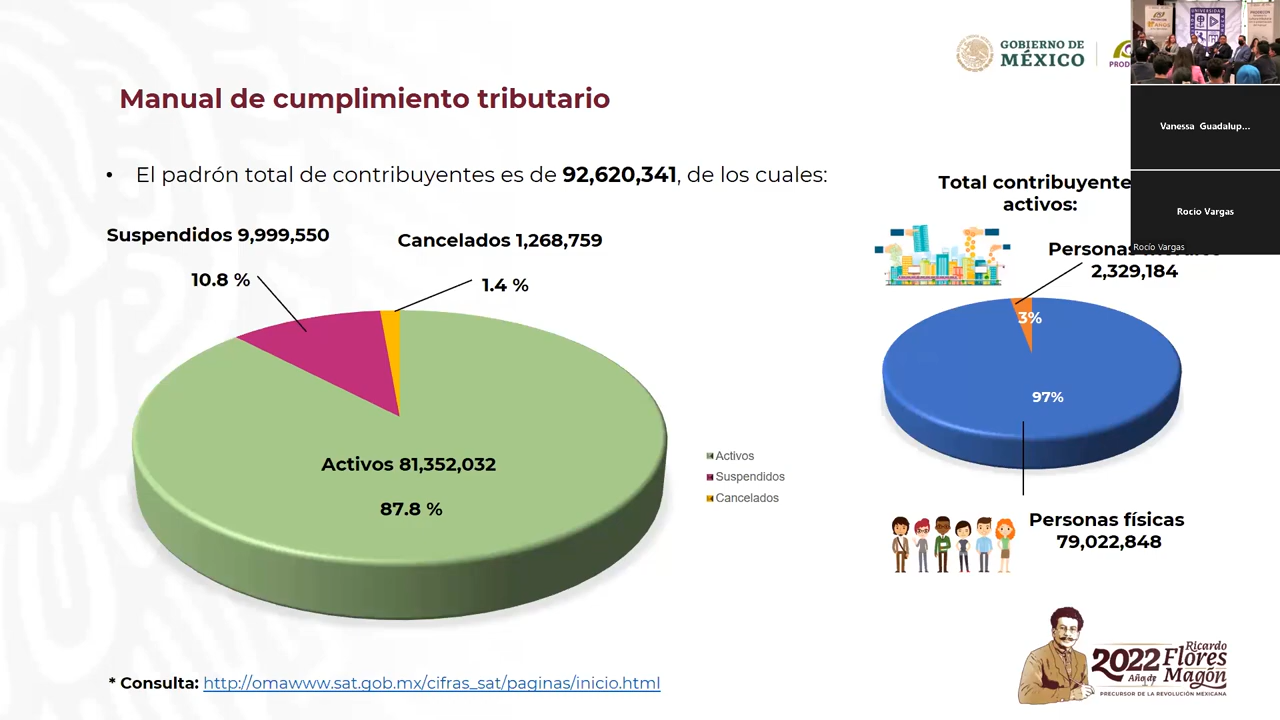 GOBIERNO DE
MÉXICO
Manual de cumplimiento tributario
• El padrón total de contribuyentes es de 92,620,341, de los cuales:
Suspendidos 9,999,550
10.8 %
Cancelados 1,268,759
1.4 %
Activos 81,352,032
87.8 %
Activos
Suspendidos
Cancelados
Total contribuyente
activos:
Personas
2,329,184
3%
97%
Personas físicas
79,022,848
Vanessa Guadalup...
Rocío Vargas
Rocío Vargas
* Consulta: http://omawww.sat.gob.mx/cifras_sat/paginas/inicio.html
2022 Ricardo
Flores
Año de Magón
PRECURSOR DE LA REVOLUCIÓN MEXICANA